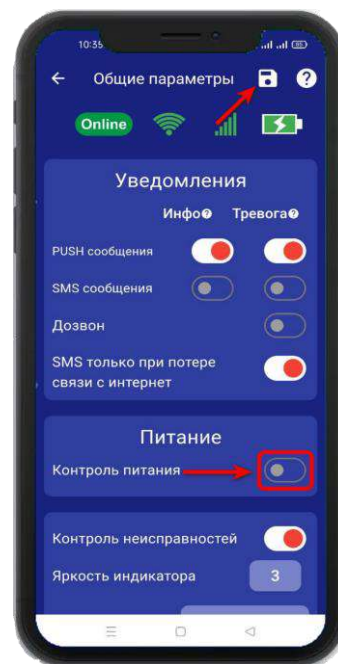 10:35
Общие параметры
Online
Уведомления
Инфо Тревога
PUSH сообщения
SMS сообщения
Дозвон
SMS только при потере
связи с интернет
Питание
Контроль питания
Контроль неисправностей
Яркость индикатора 3